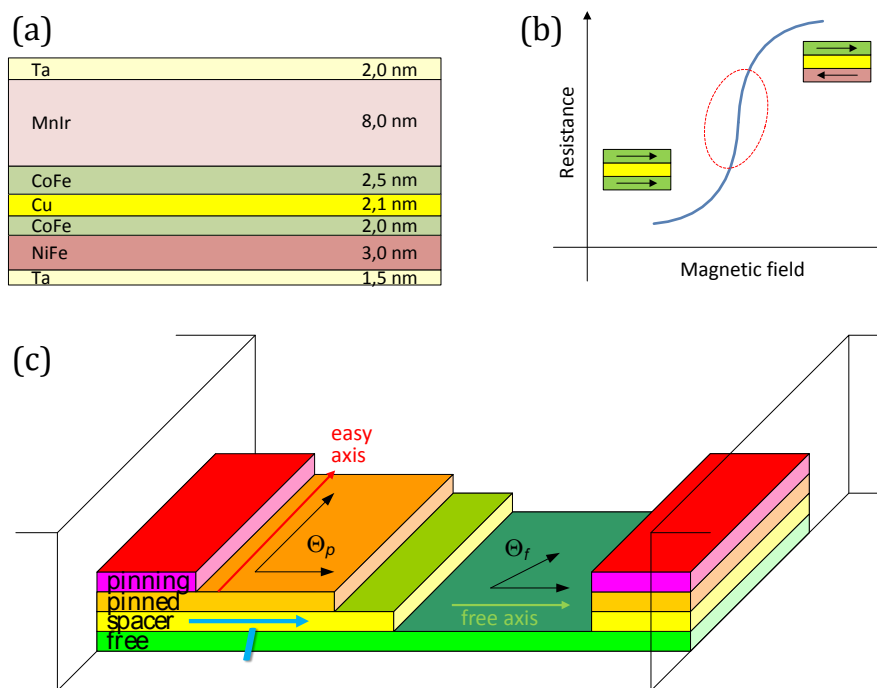 (a)
Ta 2,0 nm
MnIr 8,0 nm
CoFe 2,5 nm
Cu 2,1 nm
CoFe 2,0 nm
NiFe 3,0 nm
Ta 1,5 nm
(b)
Resistance
Magnetic field
(c)
easy
axis
Θp
Θf
free axis
pinning
pinned
spacer
free
I